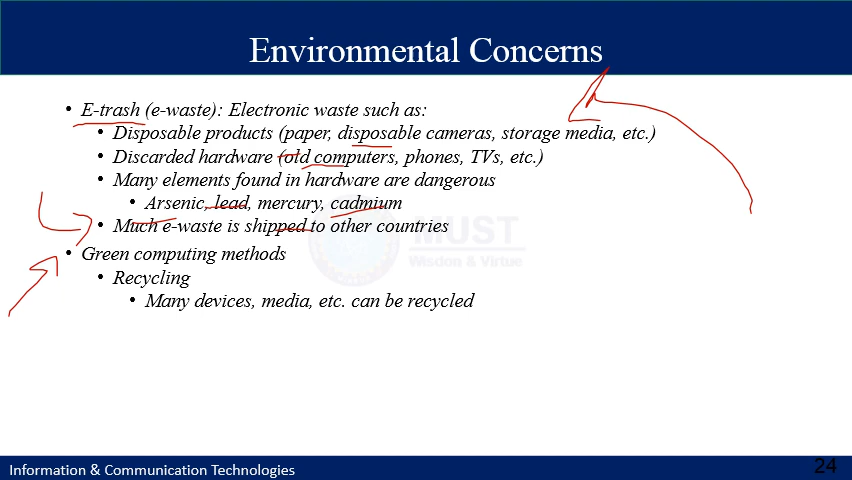 Environmental Concerns
• E-trash (e-waste): Electronic waste such as:
• Disposable products (paper, disposable cameras, storage media, etc.)
• Discarded hardware (old computers, phones, TVs, etc.)
• Many elements found in hardware are dangerous
• Arsenic, lead, mercury, cadmium
• Much e-waste is shipped to other countries
MUST
Wisdom & Virtue
• Green computing methods
• Recycling
• Many devices, media, etc. can be recycled
Information & Communication Technologies
24